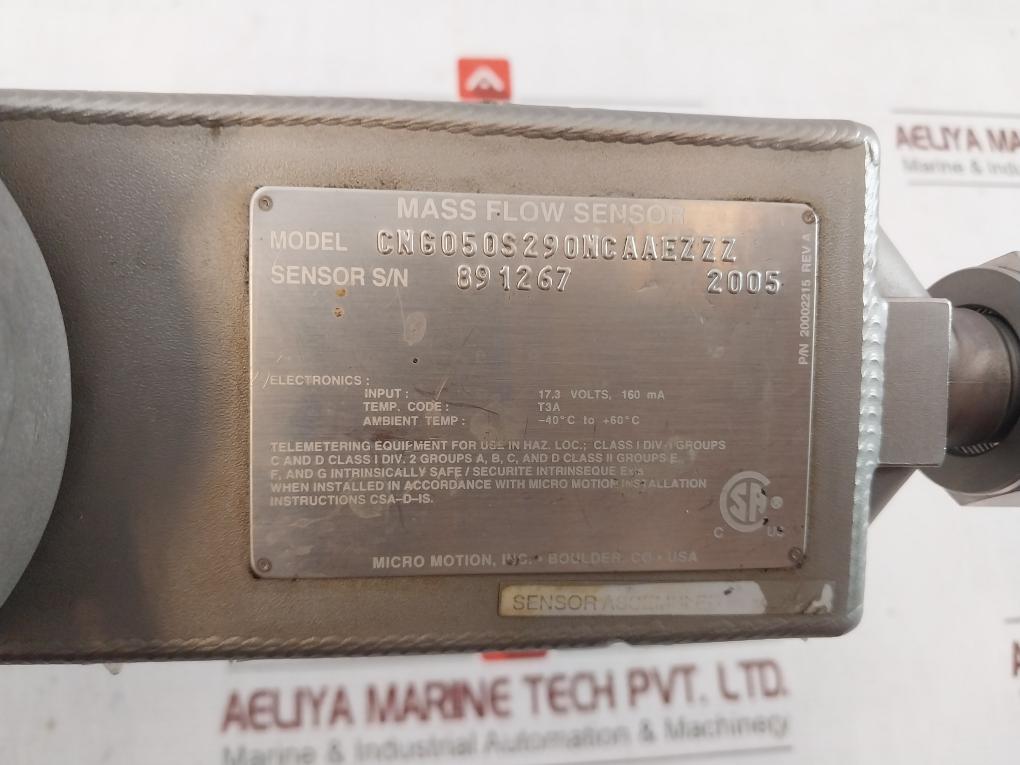 AELIYA MAR
Marine & Indus
MASS FLOW SENSOR
MODEL CNG050S290NCAAEZZZ
SENSOR S/N 891267 2005
P/N 20002215 REV A
ELECTRONICS :
INPUT : 17.3 VOLTS, 160 mA
TEMP. CODE : T3A
AMBIENT TEMP : -40°C to +60°C
TELEMETERING EQUIPMENT FOR USE IN HAZ. LOC.; CLASS I DIV. 1 GROUPS
C AND D CLASS I DIV. 2 GROUPS A, B, C, AND D CLASS II GROUPS E,
F, AND G INTRINSICALLY SAFE / SECURITE INTRINSEQUE
WHEN INSTALLED IN ACCORDANCE WITH MICRO MOTION INSTALLATION
INSTRUCTIONS CSA-D-IS.
SA ®
C US
MICRO MOTION, INC. • BOULDER, CO • USA
SENSOR
AELIYA MARINE TECH PVT. LTD.
Marine & Industrial Automation & Machinery